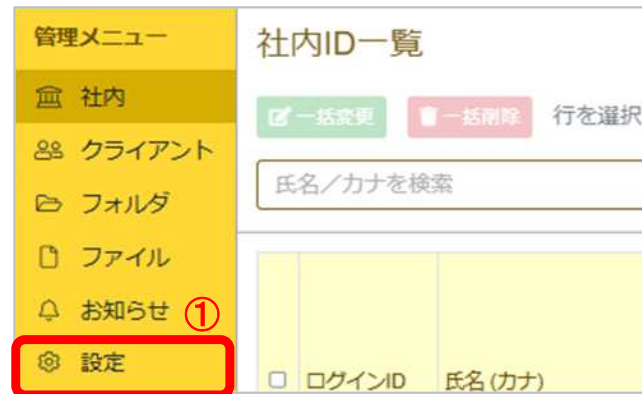 管理メニュー
社内
クライアント
フォルダ
ファイル
お知らせ ①
設定
社内ID一覧
一括変更 一括削除 行を選択
氏名／カナを検索
ログインID 氏名(カナ)